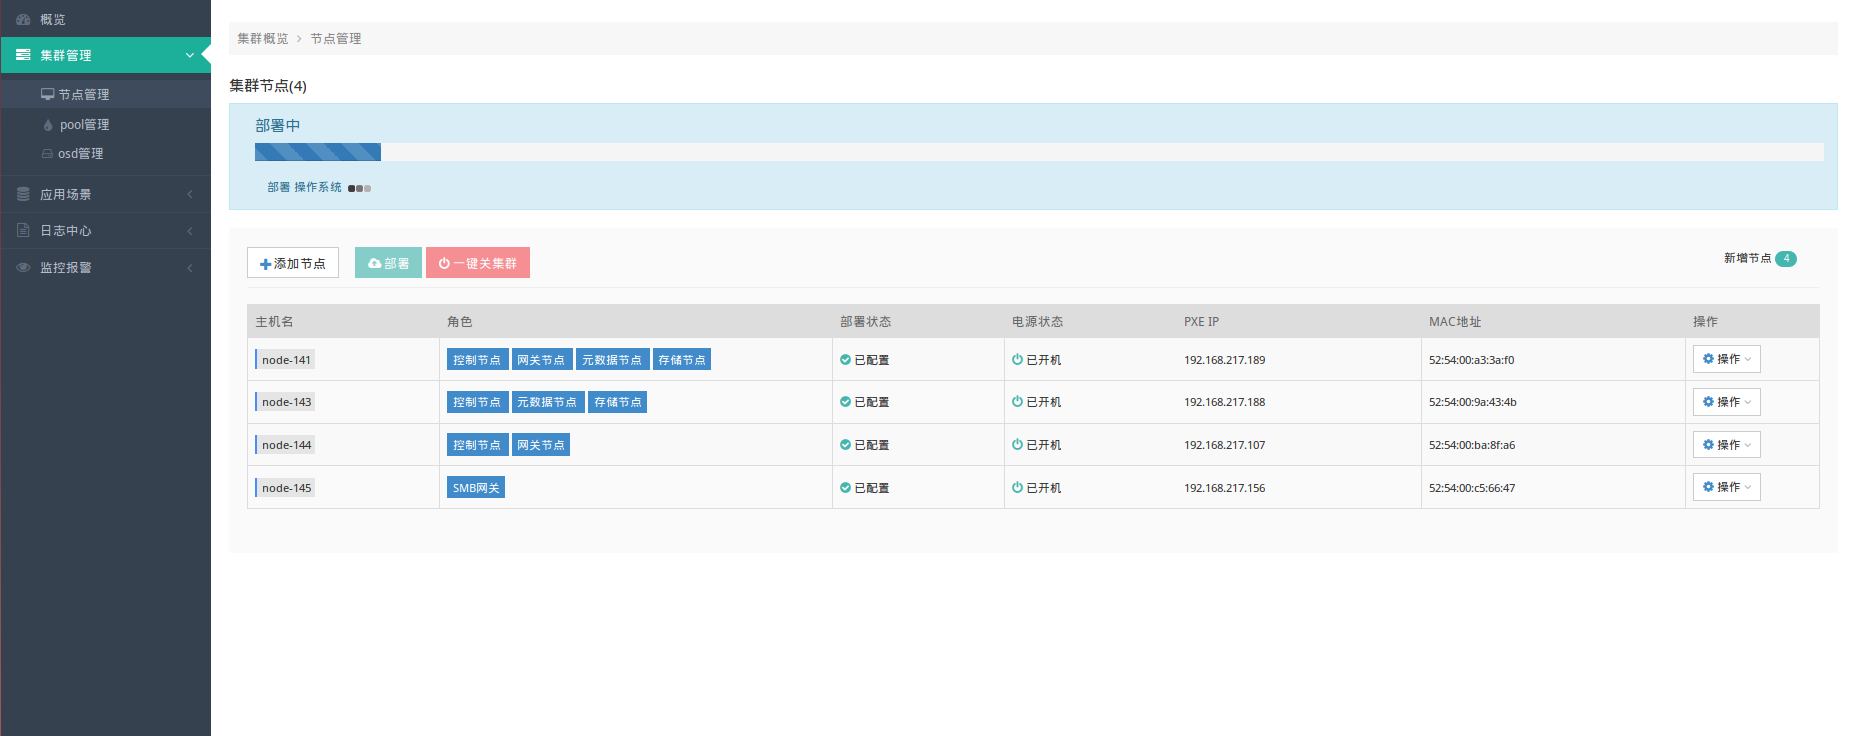 概览
集群管理
节点管理
pool管理
osd管理
应用场景
日志中心
监控报警
集群概览 > 节点管理
集群节点(4)
部署中
部署 操作系统
添加节点 部署 一键关集群 新增节点 4
主机名 角色 部署状态 电源状态 PXE IP MAC地址 操作
node-141 控制节点 网关节点 元数据节点 存储节点 已配置 已开机 192.168.217.189 52:54:00:a3:3a:f0 操作
node-143 控制节点 元数据节点 存储节点 已配置 已开机 192.168.217.188 52:54:00:9a:43:4b 操作
node-144 控制节点 网关节点 已配置 已开机 192.168.217.107 52:54:00:ba:8f:a6 操作
node-145 SMB网关 已配置 已开机 192.168.217.156 52:54:00:c5:66:47 操作